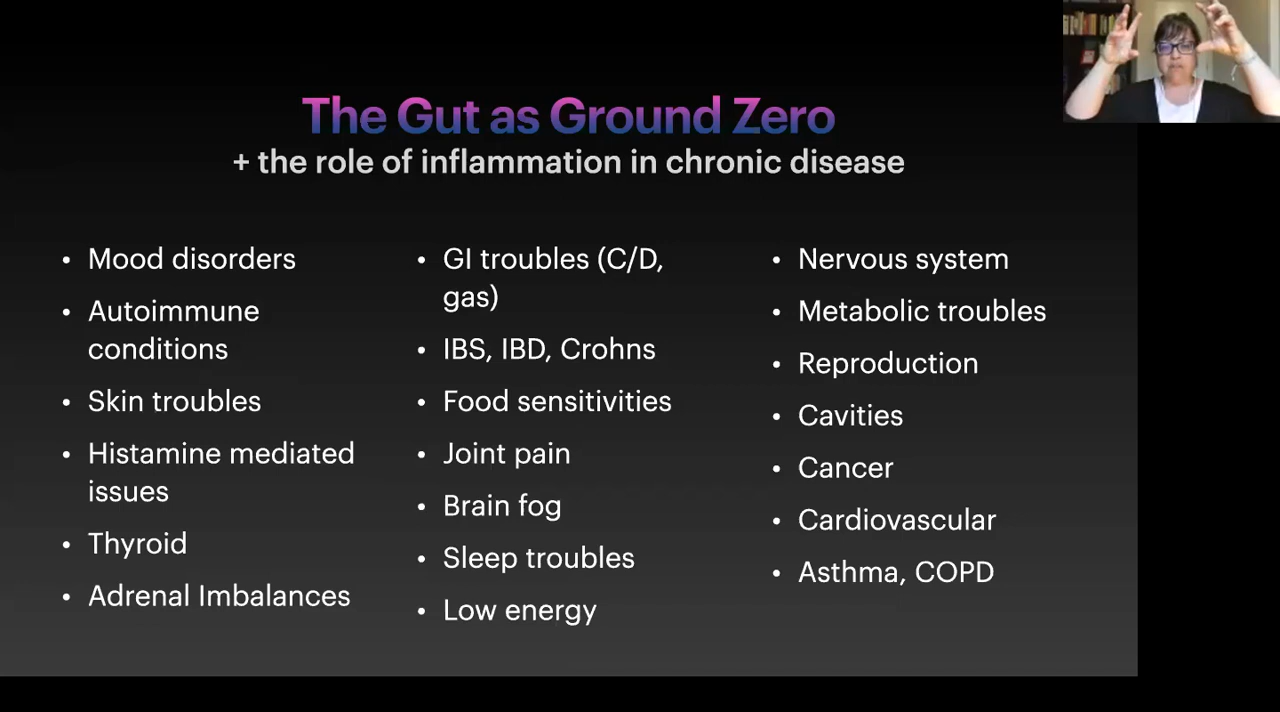 The Gut as Ground Zero
+ the role of inflammation in chronic disease
• Mood disorders
• Autoimmune
conditions
• Skin troubles
• Histamine mediated
issues
• Thyroid
• Adrenal Imbalances
• GI troubles (C/D,
gas)
• IBS, IBD, Crohns
• Food sensitivities
• Joint pain
• Brain fog
• Sleep troubles
• Low energy
• Nervous system
• Metabolic troubles
• Reproduction
• Cavities
• Cancer
• Cardiovascular
• Asthma, COPD